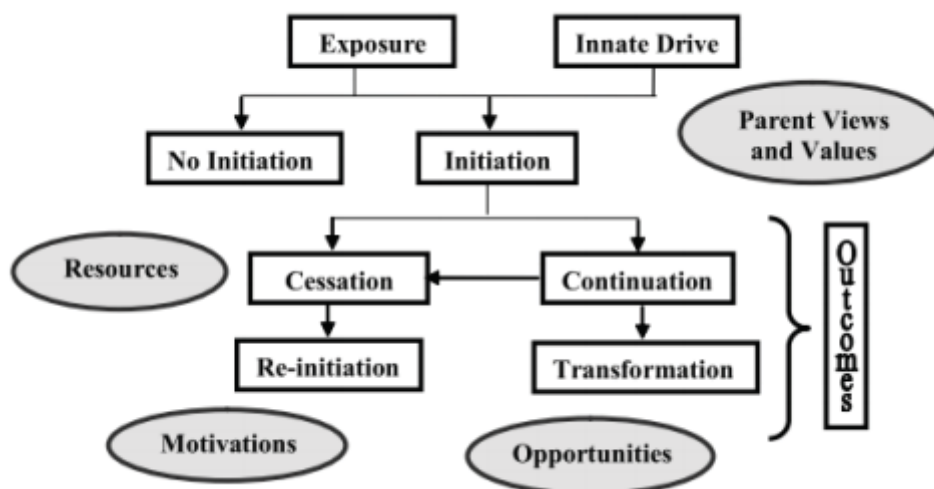 Exposure
Innate Drive
Parent Views
and Values
No Initiation
Initiation
Resources
Cessation
Continuation
Outcomes
Re-initiation
Transformation
Motivations
Opportunities